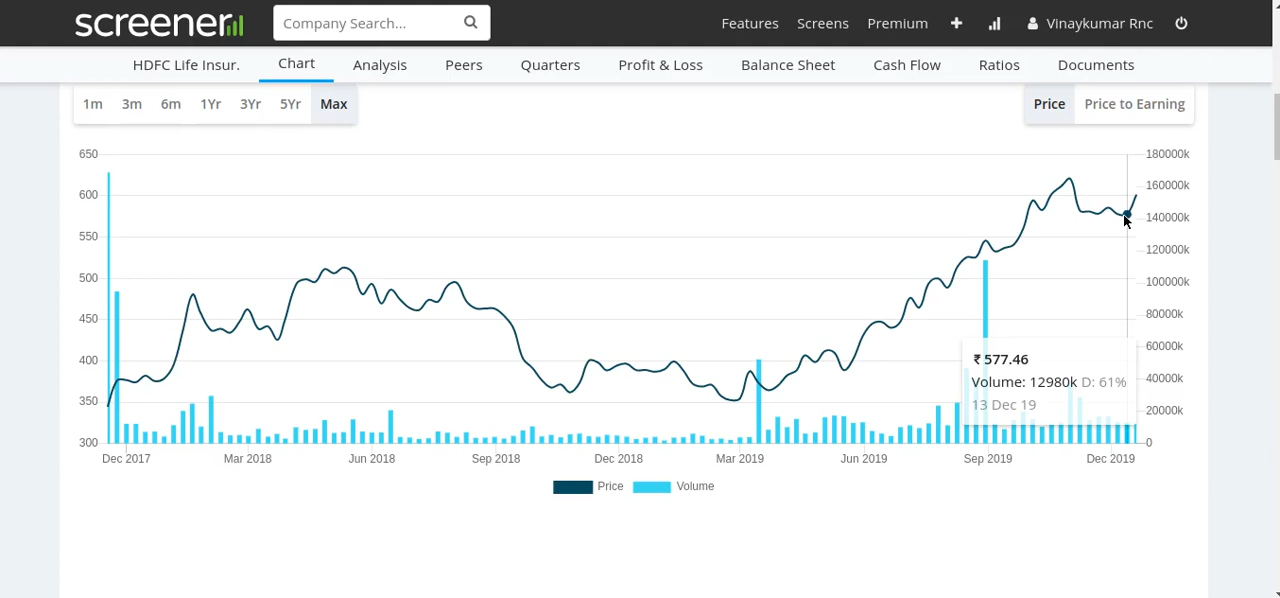 screener
Company Search...
Features Screens Premium Vinaykumar Rnc
HDFC Life Insur. Chart Analysis Peers Quarters Profit & Loss Balance Sheet Cash Flow Ratios Documents
1m 3m 6m 1Yr 3Yr 5Yr Max
Price Price to Earning
650 180000k
160000k
600
140000k
550
120000k
500 100000k
450
80000k
400
60000k
₹ 577.46
Volume: 12980k D: 61%
40000k
350
13 Dec 19
20000k
300 0
Dec 2017 Mar 2018 Jun 2018 Sep 2018 Dec 2018 Mar 2019 Jun 2019 Sep 2019 Dec 2019
Price Volume